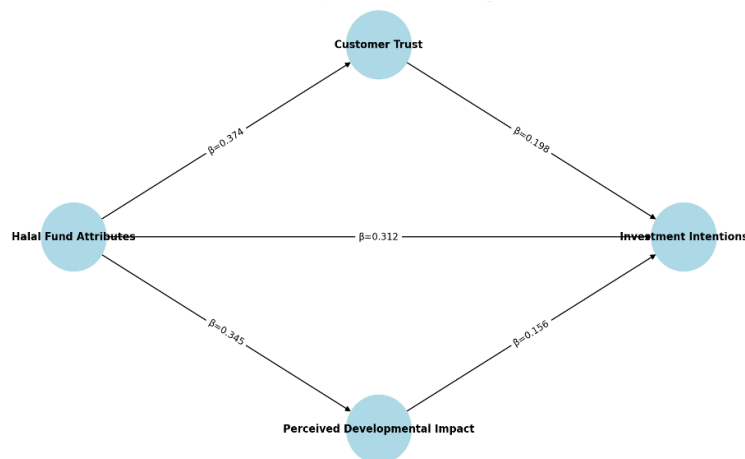 Customer Trust
β=0.374
β=0.198
Halal Fund Attributes
β=0.312
Investment Intentions
β=0.345
β=0.156
Perceived Developmental Impact